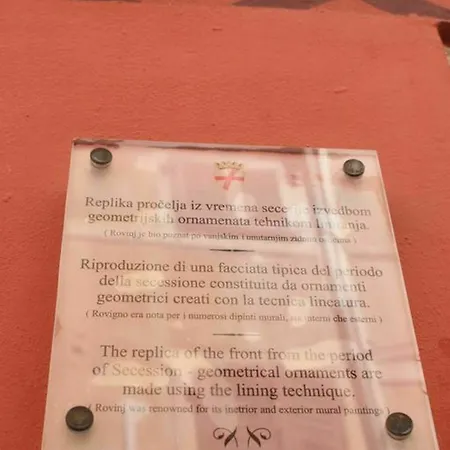 Replika pročelja iz vremena secesije izvedbom
geometrijskih ornamenata tehnikom liniranja.
( Rovinj je bio poznat po vanjskim i unutarnjim zidnim
Riproduzione di una facciata tipica del periodo
della secessione constituita da ornamenti
geometrici creati con la tecnica lineatura.
( Rovigno era nota per i numerosi dipinti murali, sia interni che esterni )
The replica of the front from the period
of Secession - geometrical ornaments are
made using the lining technique.
( Rovinj was renowned for its inetrior and exterior mural paintings )